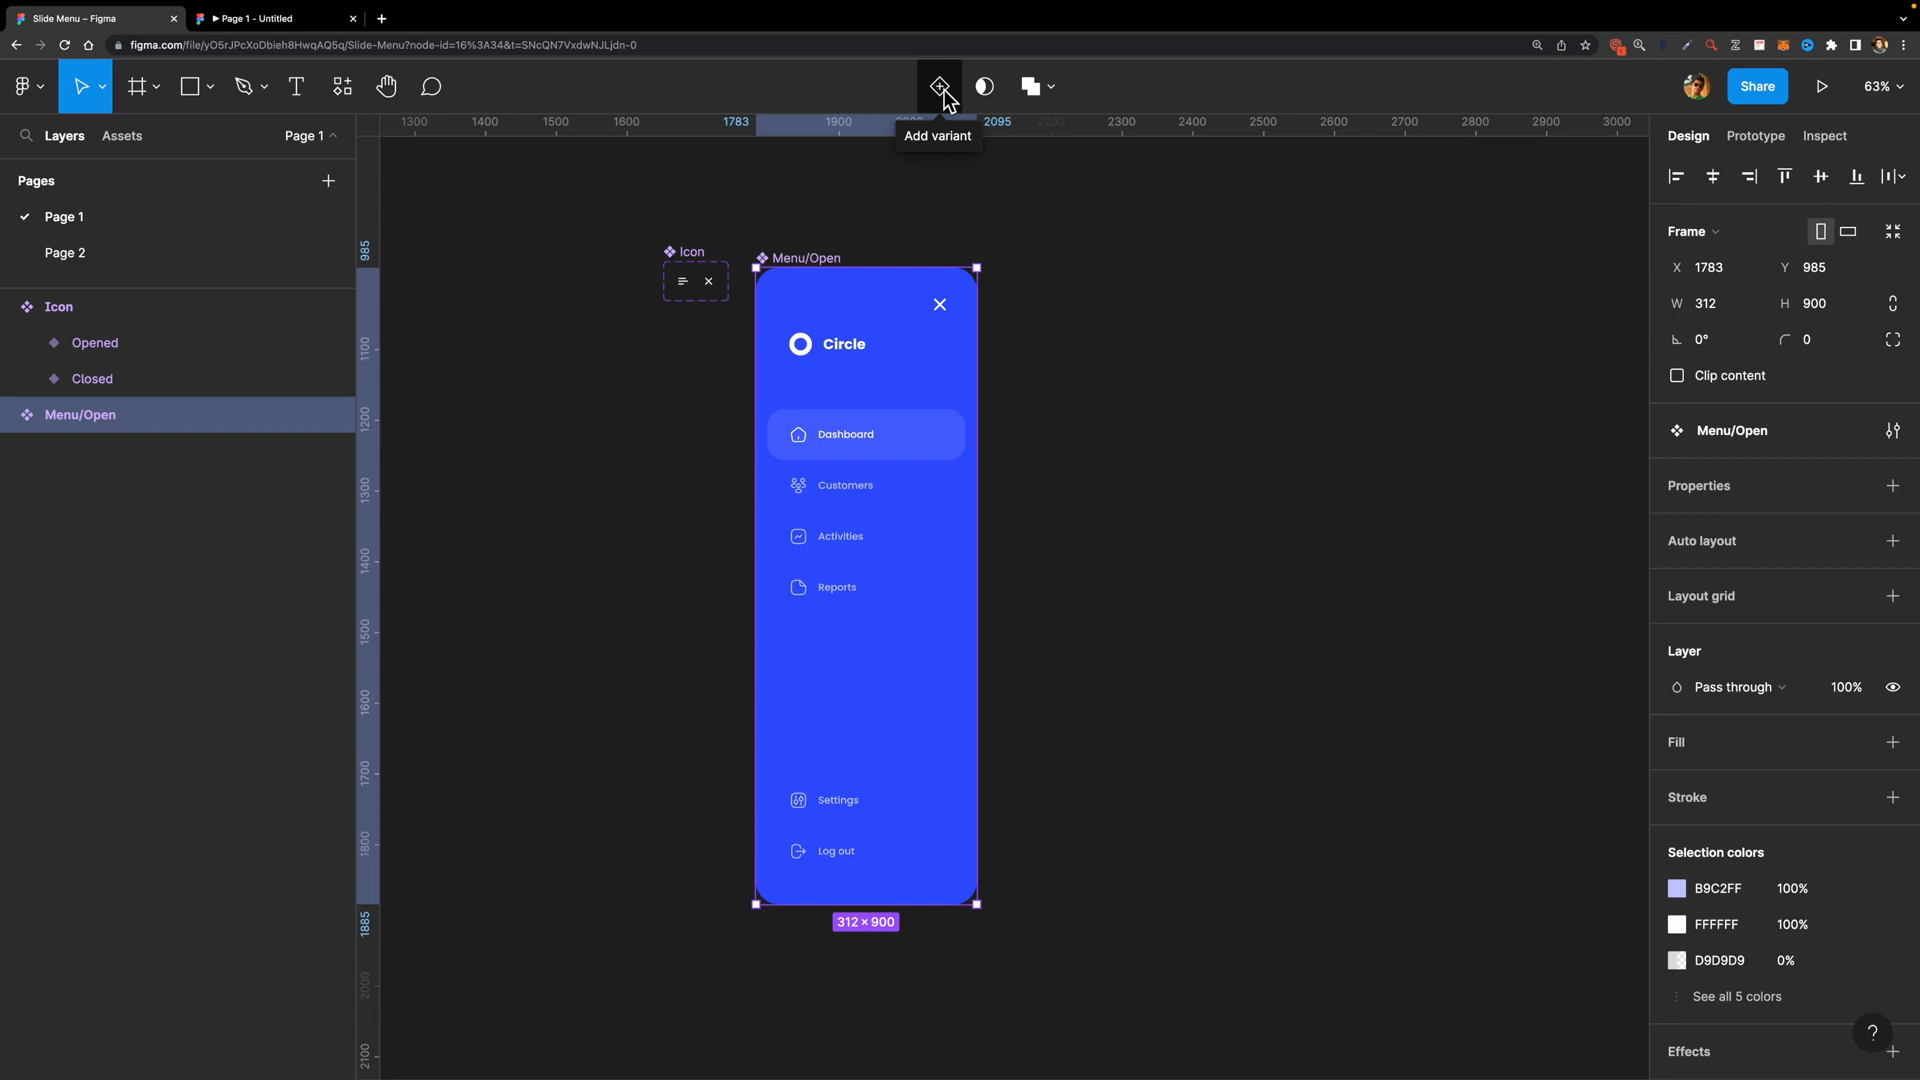 Slide Menu – Figma
Page 1 - Untitled
figma.com/file/yO5rJPcXoDbieh8HwqAQ5q/Slide-Menu?node-id=16%3A34&t=SNcQN7VxdwNJLjdn-0
Share
63%
Add variant
Layers
Assets
Page 1
1300
1400
1500
1600
1783
1900
2095
2200
2300
2400
2500
2600
2700
2800
2900
3000
Design
Prototype
Inspect
Pages
Page 1
Page 2
Icon
Opened
Closed
Menu/Open
985
1100
1200
1300
1400
1500
1600
1700
1800
1885
2000
2100
Icon
Menu/Open
Circle
Dashboard
Customers
Activities
Reports
Settings
Log out
312 × 900
Frame
X 1783 Y 985
W 312 H 900
0° 0
Clip content
Menu/Open
Properties
Auto layout
Layout grid
Layer
Pass through 100%
Fill
Stroke
Selection colors
B9C2FF 100%
FFFFFF 100%
D9D9D9 0%
See all 5 colors
Effects
?